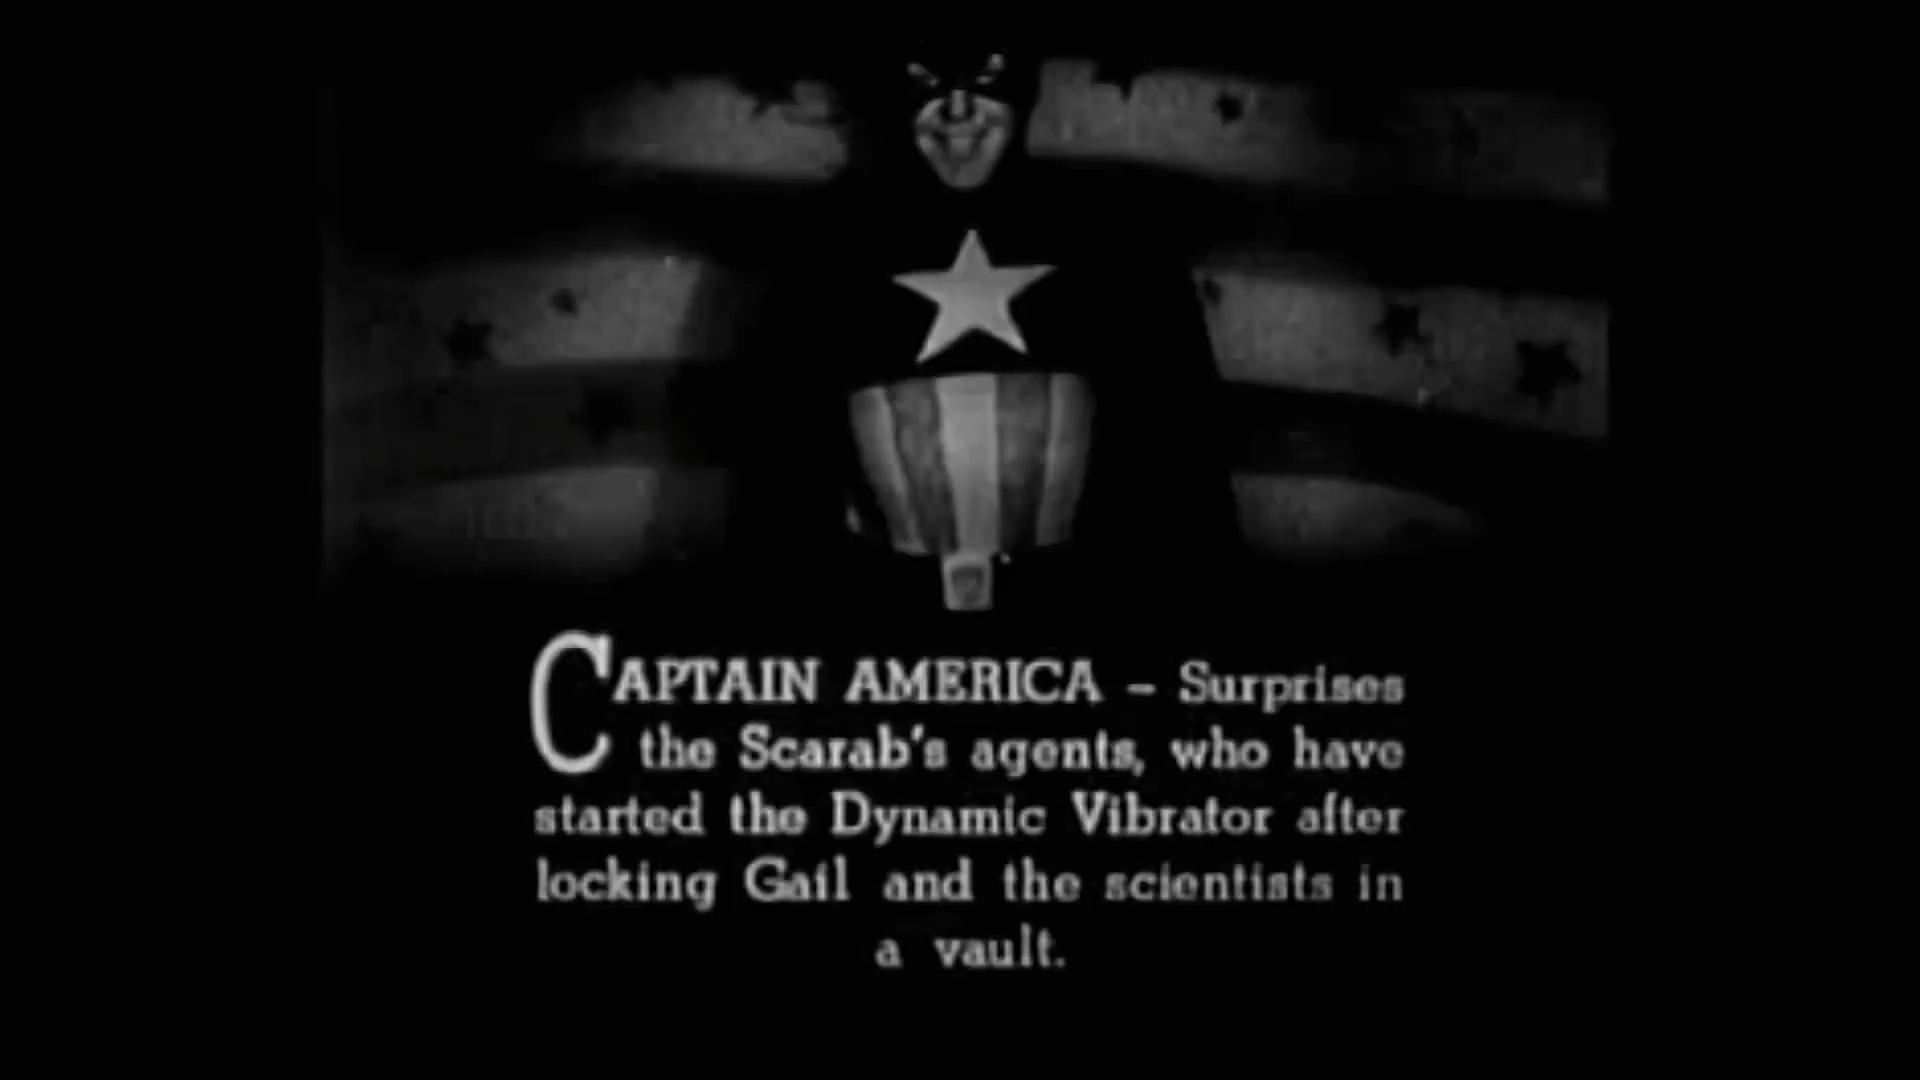 CAPTAIN AMERICA – Surprises
the Scarab's agents, who have
started the Dynamic Vibrator after
locking Gail and the scientists in
a vault.